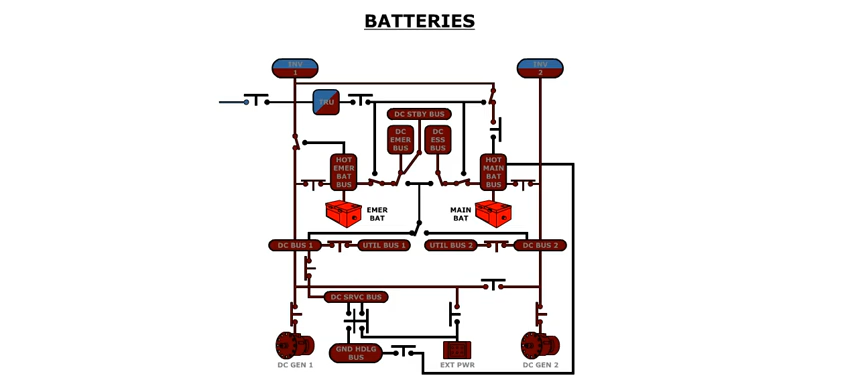 BATTERIES
INV
1
INV
2
TRU
DC STBY BUS
DC
EMER
BUS
DC
ESS
BUS
HOT
EMER
BAT
BUS
HOT
MAIN
BAT
BUS
EMER
BAT
MAIN
BAT
DC BUS 1
UTIL BUS 1
UTIL BUS 2
DC BUS 2
DC SRVC BUS
GND HDLG
BUS
DC GEN 1
EXT PWR
DC GEN 2